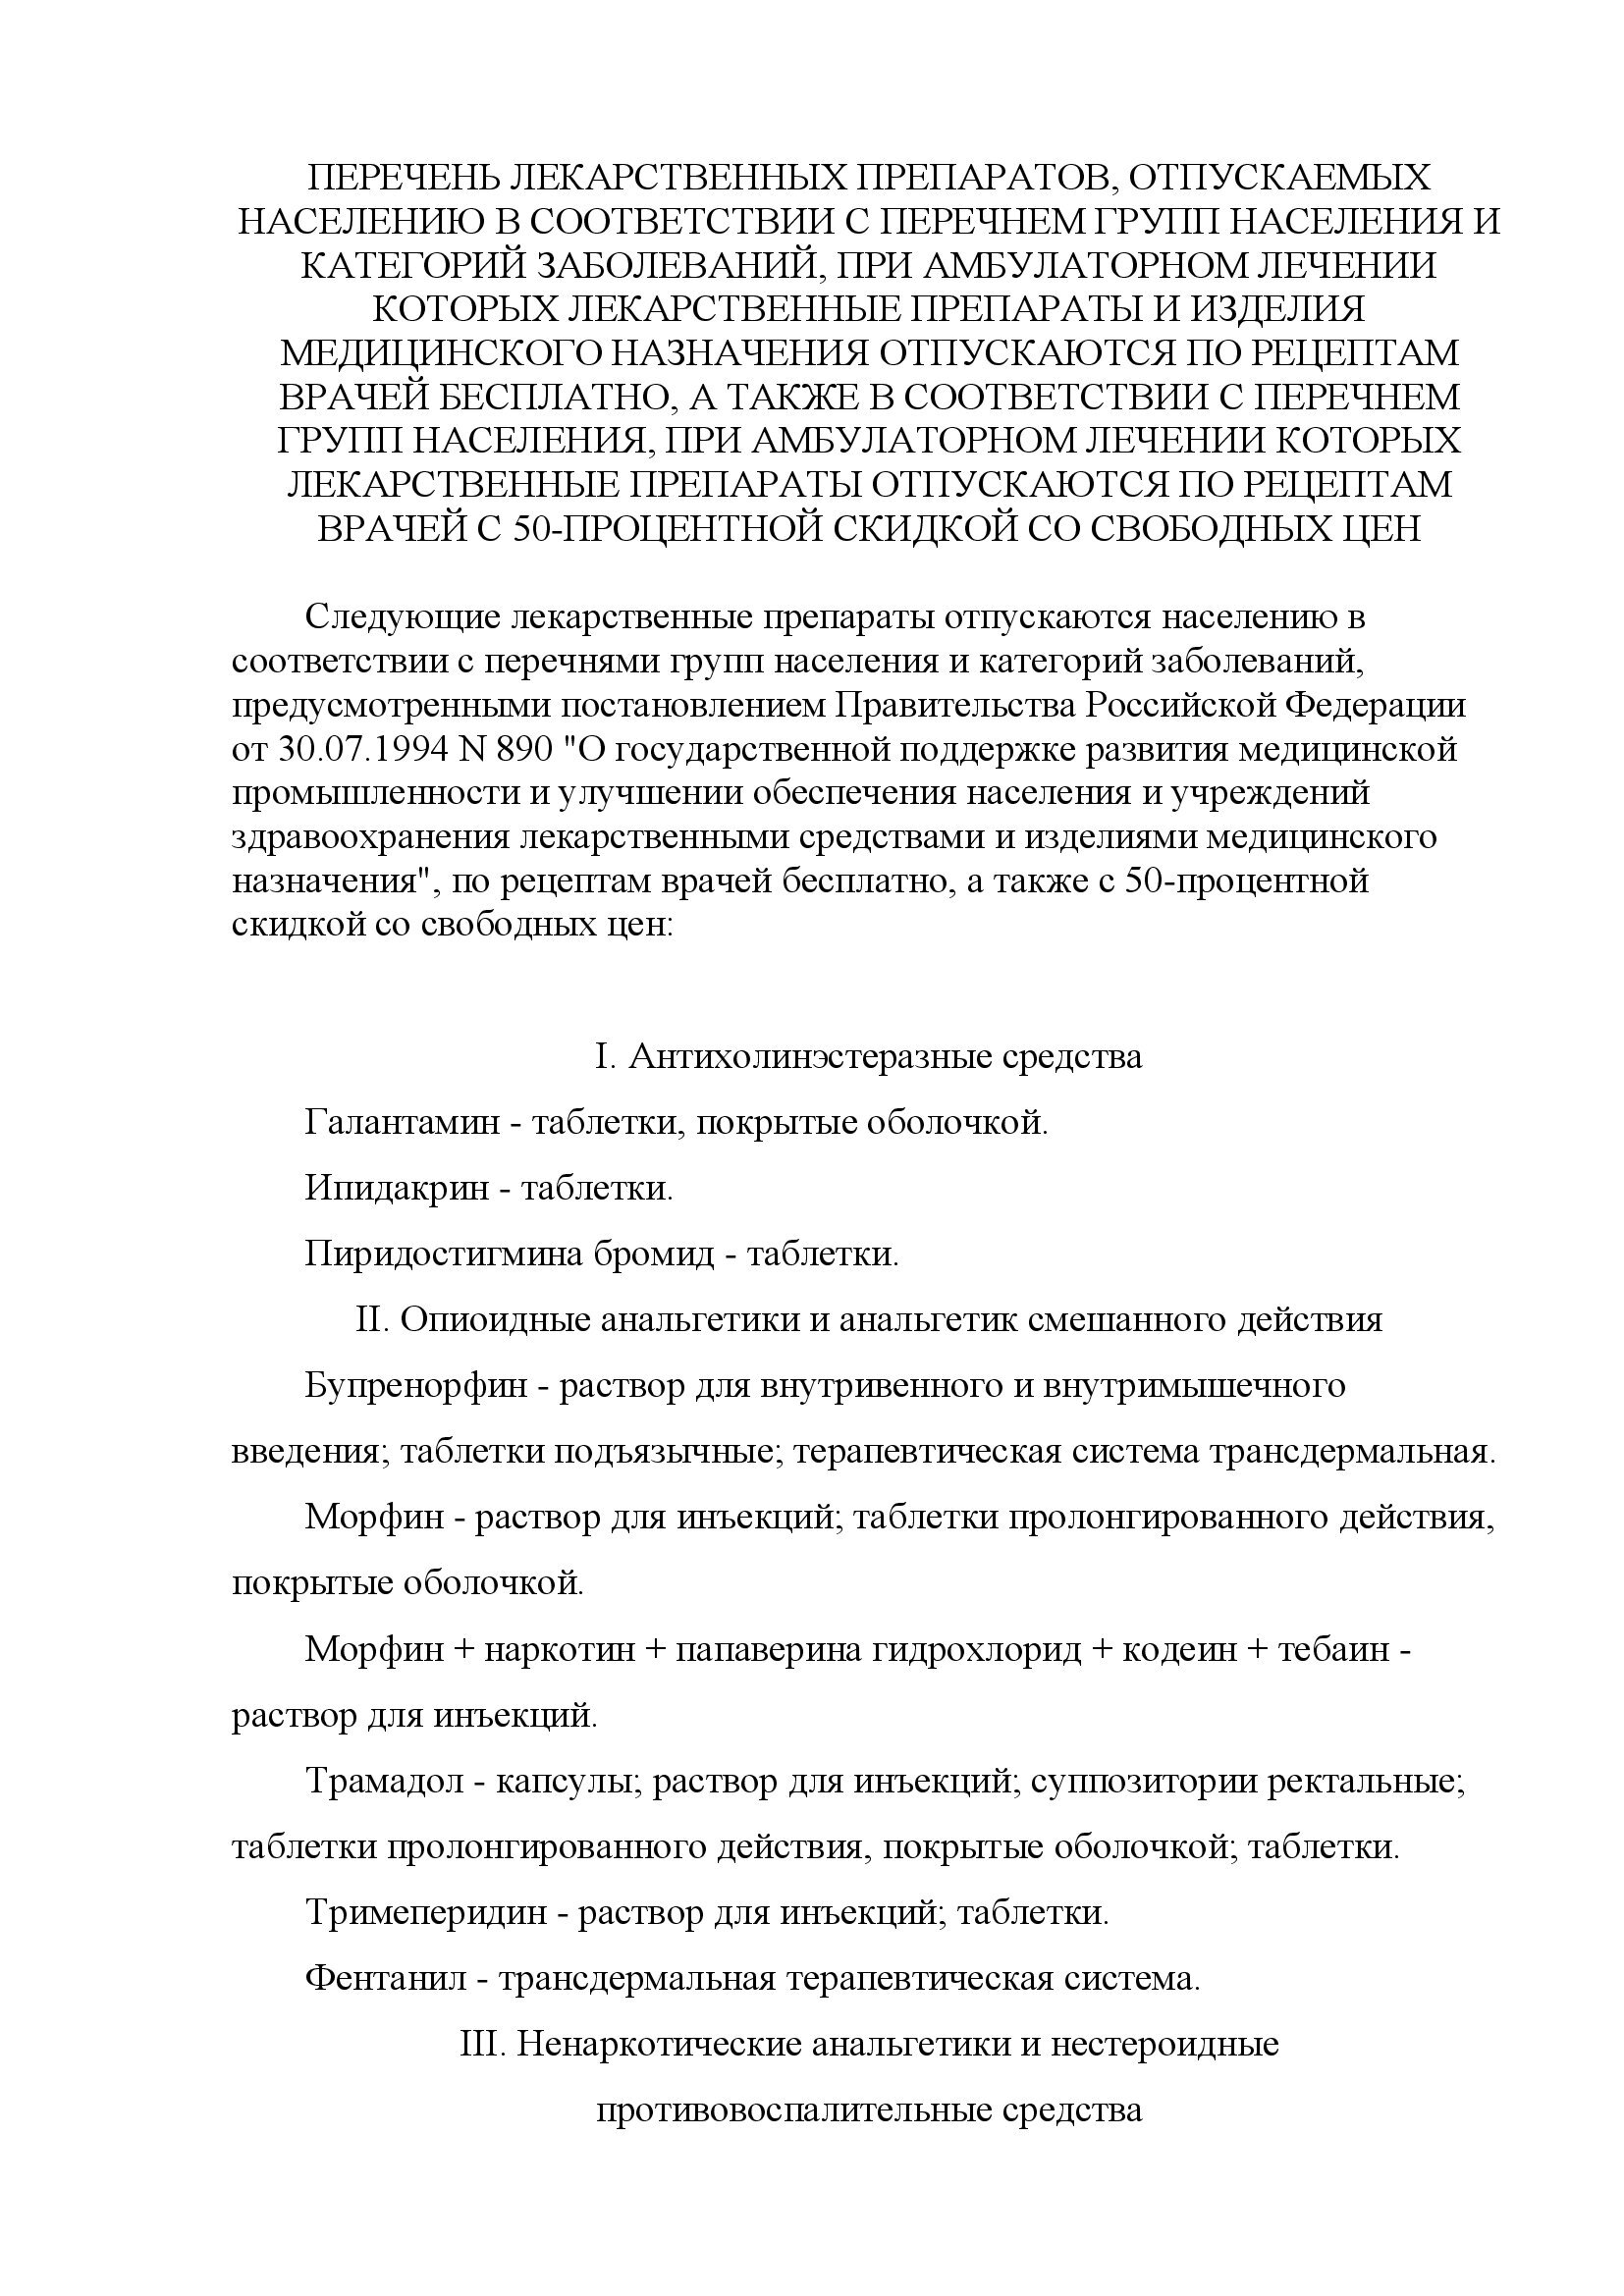 ПЕРЕЧЕНЬ ЛЕКАРСТВЕННЫХ ПРЕПАРАТОВ, ОТПУСКАЕМЫХ
НАСЕЛЕНИЮ В СООТВЕТСТВИИ С ПЕРЕЧНЕМ ГРУПП НАСЕЛЕНИЯ И
КАТЕГОРИЙ ЗАБОЛЕВАНИЙ, ПРИ АМБУЛАТОРНОМ ЛЕЧЕНИИ
КОТОРЫХ ЛЕКАРСТВЕННЫЕ ПРЕПАРАТЫ И ИЗДЕЛИЯ
МЕДИЦИНСКОГО НАЗНАЧЕНИЯ ОТПУСКАЮТСЯ ПО РЕЦЕПТАМ
ВРАЧЕЙ БЕСПЛАТНО, А ТАКЖЕ В СООТВЕТСТВИИ С ПЕРЕЧНЕМ
ГРУПП НАСЕЛЕНИЯ, ПРИ АМБУЛАТОРНОМ ЛЕЧЕНИИ КОТОРЫХ
ЛЕКАРСТВЕННЫЕ ПРЕПАРАТЫ ОТПУСКАЮТСЯ ПО РЕЦЕПТАМ
ВРАЧЕЙ С 50-ПРОЦЕНТНОЙ СКИДКОЙ СО СВОБОДНЫХ ЦЕН
Следующие лекарственные препараты отпускаются населению в
соответствии с перечнями групп населения и категорий заболеваний,
предусмотренными постановлением Правительства Российской Федерации
от 30.07.1994 N 890 "О государственной поддержке развития медицинской
промышленности и улучшении обеспечения населения и учреждений
здравоохранения лекарственными средствами и изделиями медицинского
назначения", по рецептам врачей бесплатно, а также с 50-процентной
скидкой со свободных цен:
I. Антихолинэстеразные средства
Галантамин - таблетки, покрытые оболочкой.
Ипидакрин - таблетки.
Пиридостигмина бромид - таблетки.
II. Опиоидные анальгетики и анальгетик смешанного действия
Бупренорфин - раствор для внутривенного и внутримышечного
введения; таблетки подъязычные; терапевтическая система трансдермальная.
Морфин - раствор для инъекций; таблетки пролонгированного действия,
покрытые оболочкой.
Морфин + наркотин + папаверина гидрохлорид + кодеин + тебаин -
раствор для инъекций.
Трамадол - капсулы; раствор для инъекций; суппозитории ректальные;
таблетки пролонгированного действия, покрытые оболочкой; таблетки.
Тримеперидин - раствор для инъекций; таблетки.
Фентанил - трансдермальная терапевтическая система.
III. Ненаркотические анальгетики и нестероидные
противовоспалительные средства